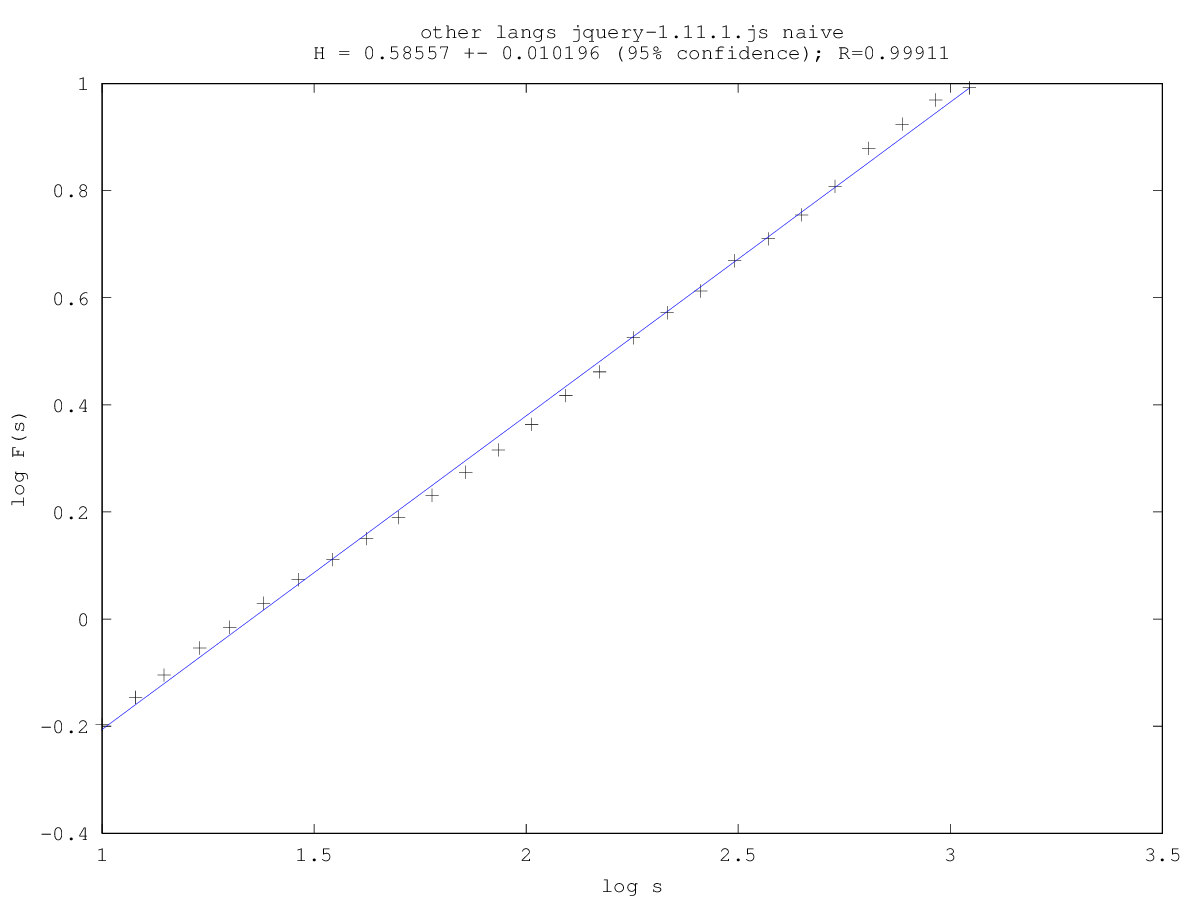 other langs jquery-1.11.1.js naive
H = 0.58557 +- 0.010196 (95% confidence); R=0.99911
1
0.8
0.6
0.4
0.2
0
-0.2
-0.4
log F(s)
1 1.5 2 2.5 3 3.5
log s